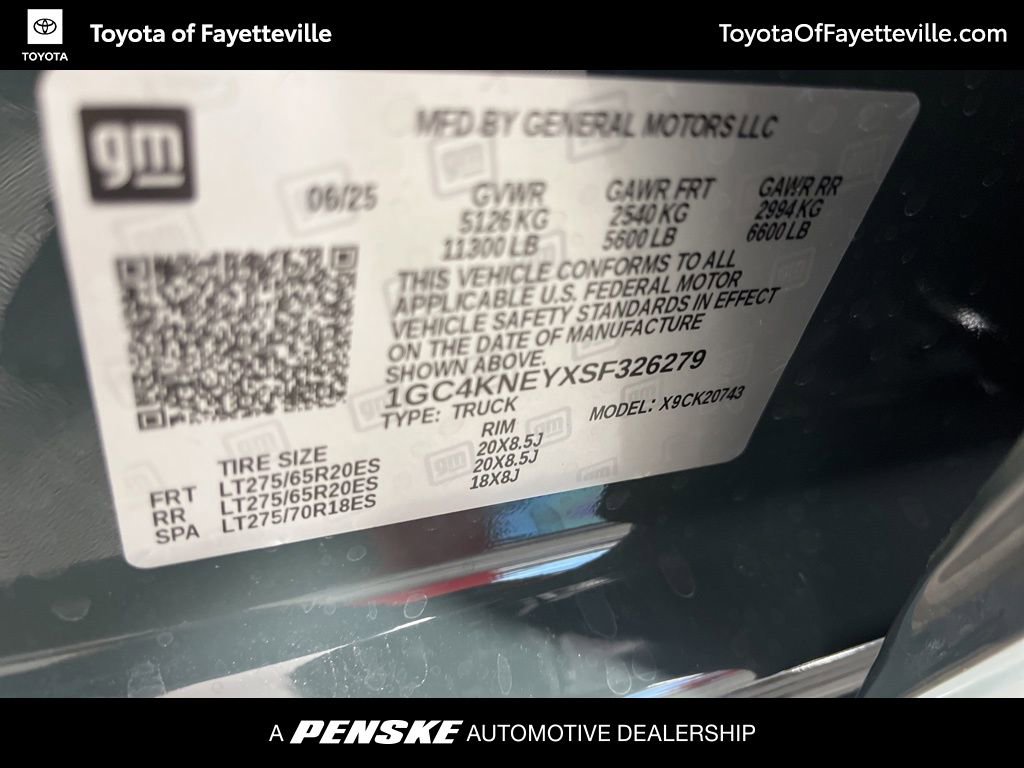 TOYOTA
Toyota of Fayetteville
ToyotaOfFayetteville.com
gm
MFD BY GENERAL MOTORS LLC
06/25
GVWR
5126 KG
11300 LB
GAWR FRT
2540 KG
5600 LB
GAWR RR
2994 KG
6600 LB
THIS VEHICLE CONFORMS TO ALL
APPLICABLE U.S. FEDERAL MOTOR
VEHICLE SAFETY STANDARDS IN EFFECT
ON THE DATE OF MANUFACTURE
SHOWN ABOVE.
1GC4KNEYXSF326279
TYPE: TRUCK
MODEL: X9CK20743
TIRE SIZE RIM
FRT LT275/65R20ES 20X8.5J
RR LT275/65R20ES 20X8.5J
SPA LT275/70R18ES 18X8J
A PENSKE AUTOMOTIVE DEALERSHIP